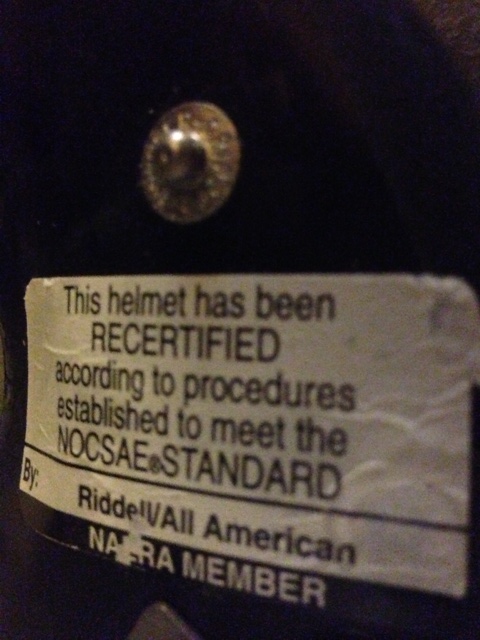 This helmet has been
RECERTIFIED
according to procedures
established to meet the
NOCSAE®STANDARD
By:
Riddell/All American
MEMBER